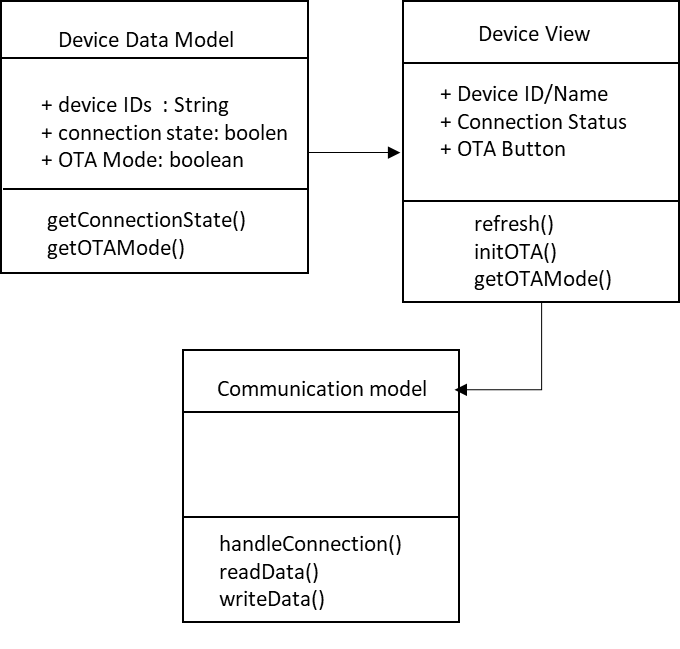 Device Data Model
+ device IDs  : String
+ connection state: boolen
+ OTA Mode: boolean
getConnectionState()
getOTAMode()
Device View
+ Device ID/Name
+ Connection Status
+ OTA Button
refresh()
initOTA()
getOTAMode()
Communication model
handleConnection()
readData()
writeData()